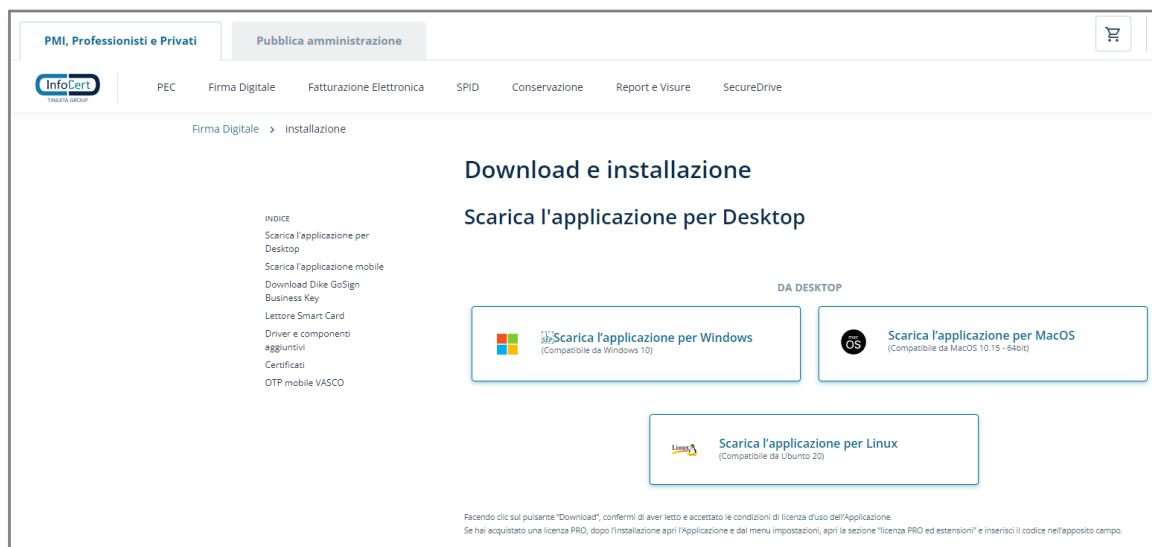 PMI, Professionisti e Privati
Pubblica amministrazione
InfoCert
TINEXTA GROUP
PEC
Firma Digitale
Fatturazione Elettronica
SPID
Conservazione
Report e Visure
SecureDrive
Firma Digitale > installazione
Download e installazione
Scarica l'applicazione per Desktop
INDICE
Scarica l'applicazione per
Desktop
Scarica l'applicazione mobile
Download Dike GoSign
Business Key
Lettore Smart Card
Driver e componenti
aggiuntivi
Certificati
OTP mobile VASCO
DA DESKTOP
Scarica l’applicazione per Windows
(Compatibile da Windows 10)
mac
OS
Scarica l’applicazione per MacOS
(Compatibile da MacOS 10.15 - 64bit)
Linux
Scarica l’applicazione per Linux
(Compatibile da Ubunto 20)
Facendo clic sul pulsante “Download”, confermi di aver letto e accettato le condizioni di licenza d’uso dell’Applicazione.
Se hai acquistato una licenza PRO, dopo l’installazione apri l’Applicazione e dal menu impostazioni, apri la sezione “licenza PRO ed estensioni” e inserisci il codice nell’apposito campo.